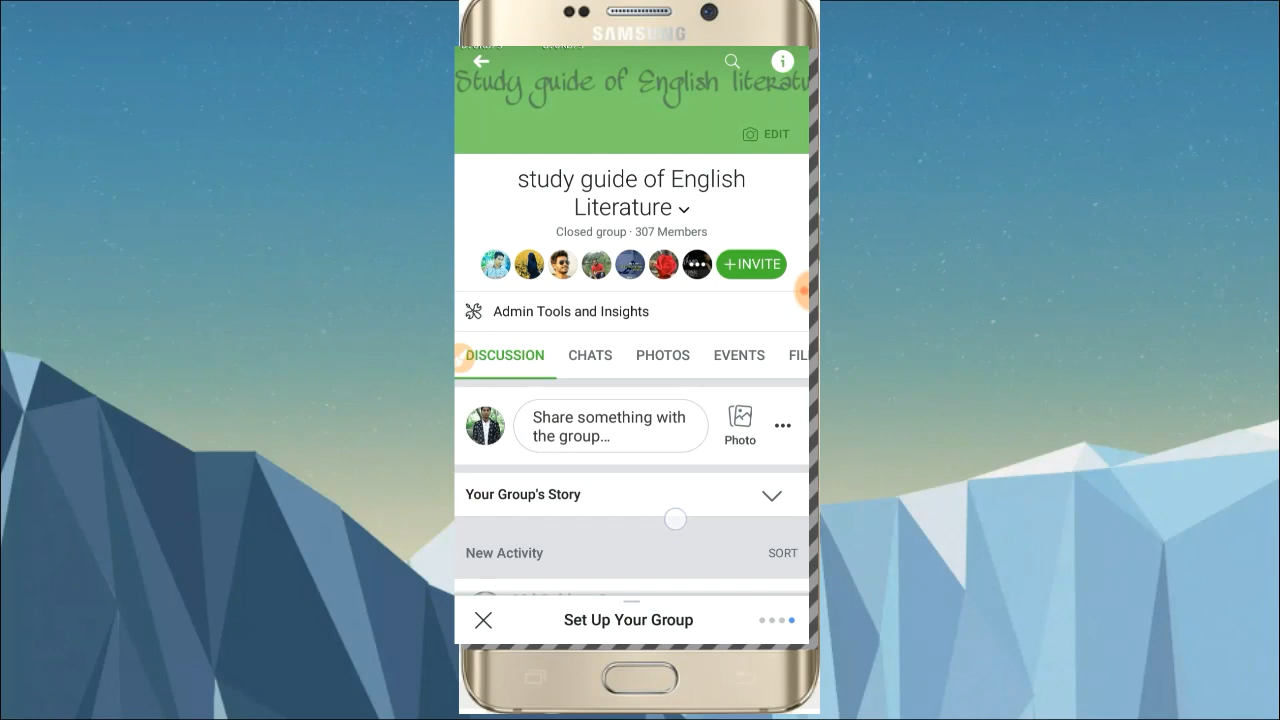 SAMSUNG
Study guide of English literatu
EDIT
study guide of English
Literature
Closed group · 307 Members
+ INVITE
Admin Tools and Insights
DISCUSSION CHATS PHOTOS EVENTS FIL
Share something with
the group...
Photo
Your Group's Story
New Activity SORT
Set Up Your Group